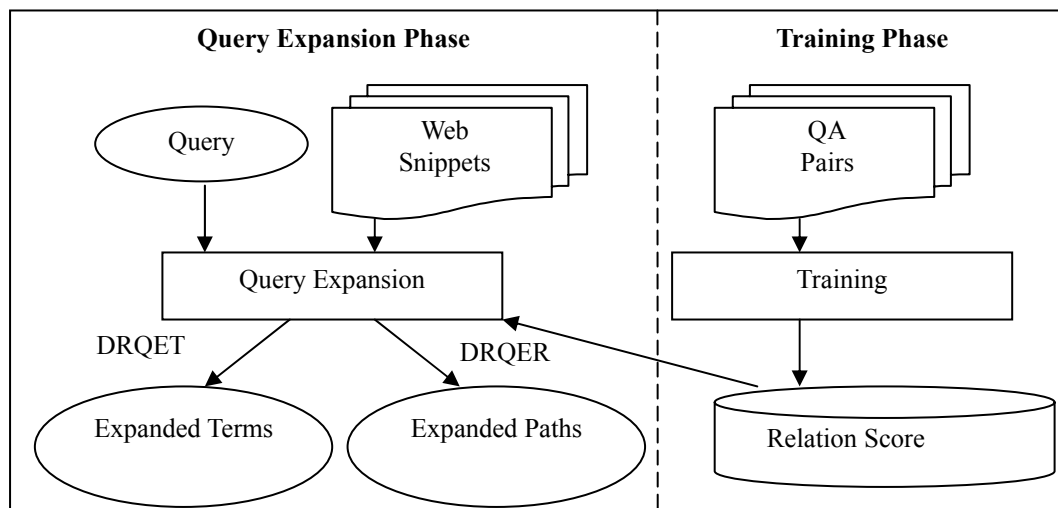 Query Expansion Phase
Training Phase
Query
Web
Snippets
QA
Pairs
Query Expansion
Training
DRQET
DRQER
Expanded Terms
Expanded Paths
Relation Score